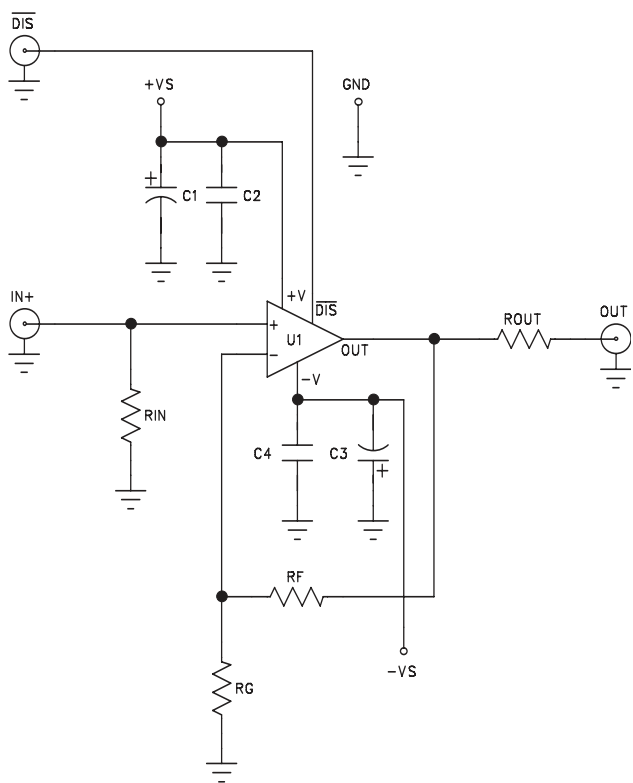 DIS
+VS
GND
+
C1
C2
IN+
+V
DIS
+
U1
−
OUT
ROUT
OUT
−V
RIN
C4
C3
+
RF
−VS
RG